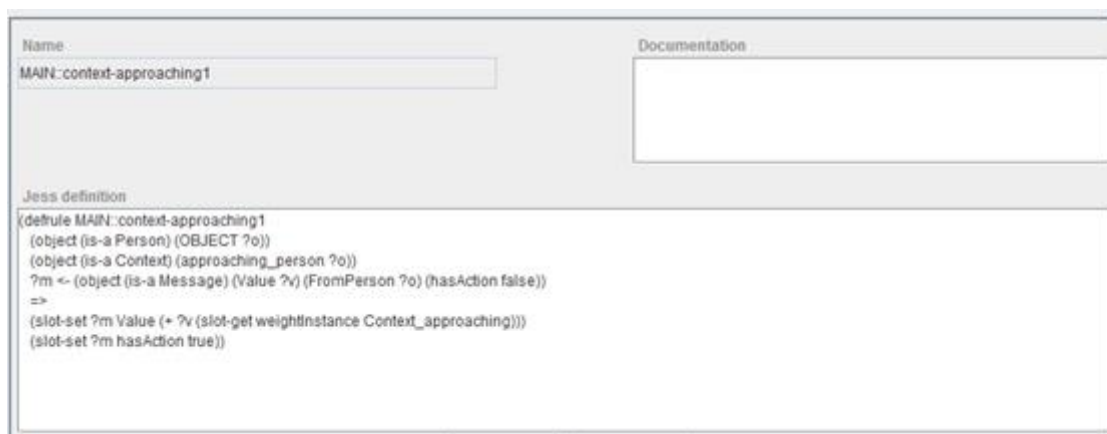 Name
Documentation
MAIN::context-approaching1
Jess definition
(defrule MAIN::context-approaching1
(object (is-a Person) (OBJECT ?o))
(object (is-a Context) (approaching_person ?o))
?m <- (object (is-a Message) (Value ?v) (FromPerson ?o) (hasAction false))
=>
(slot-set ?m Value (+ ?v (slot-get weightInstance Context_approaching)))
(slot-set ?m hasAction true))